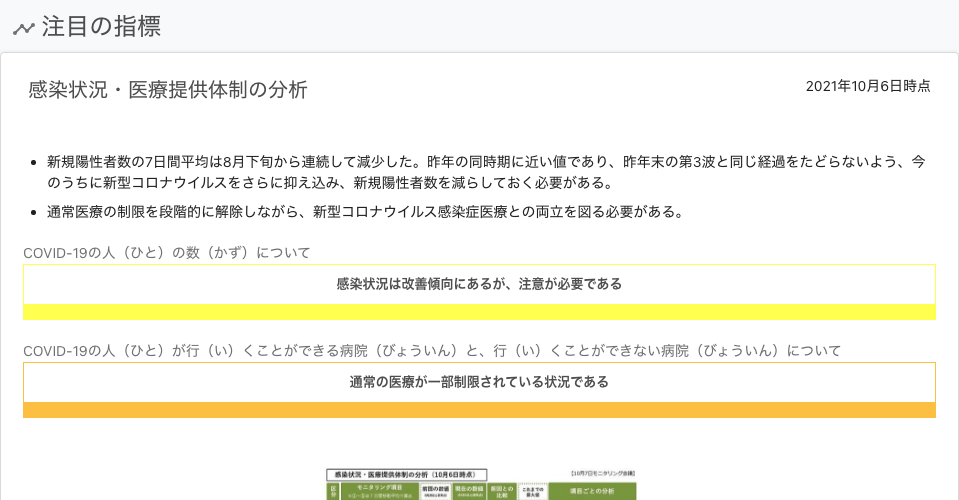 注目の指標
感染状況・医療提供体制の分析
2021年10月6日時点
新規陽性者数の7日間平均は8月下旬から連続して減少した。昨年の同時期に近い値であり、昨年末の第3波と同じ経過をたどらないよう、今
のうちに新型コロナウイルスをさらに抑え込み、新規陽性者数を減らしておく必要がある。
通常医療の制限を段階的に解除しながら、新型コロナウイルス感染症医療との両立を図る必要がある。
COVID-19の人（ひと）の数（かず）について
感染状況は改善傾向にあるが、注意が必要である
COVID-19の人（ひと）が行（い）くことができる病院（びょういん）と、行（い）くことができない病院（びょういん）について
通常の医療が一部制限されている状況である
感染状況・医療提供体制の分析（10月6日時点）
【10月7日モニタリング会議】
区分
モニタリング項目
前回の数値
現在の数値
前回との
比較
これまでの
最大値
項目ごとの分析